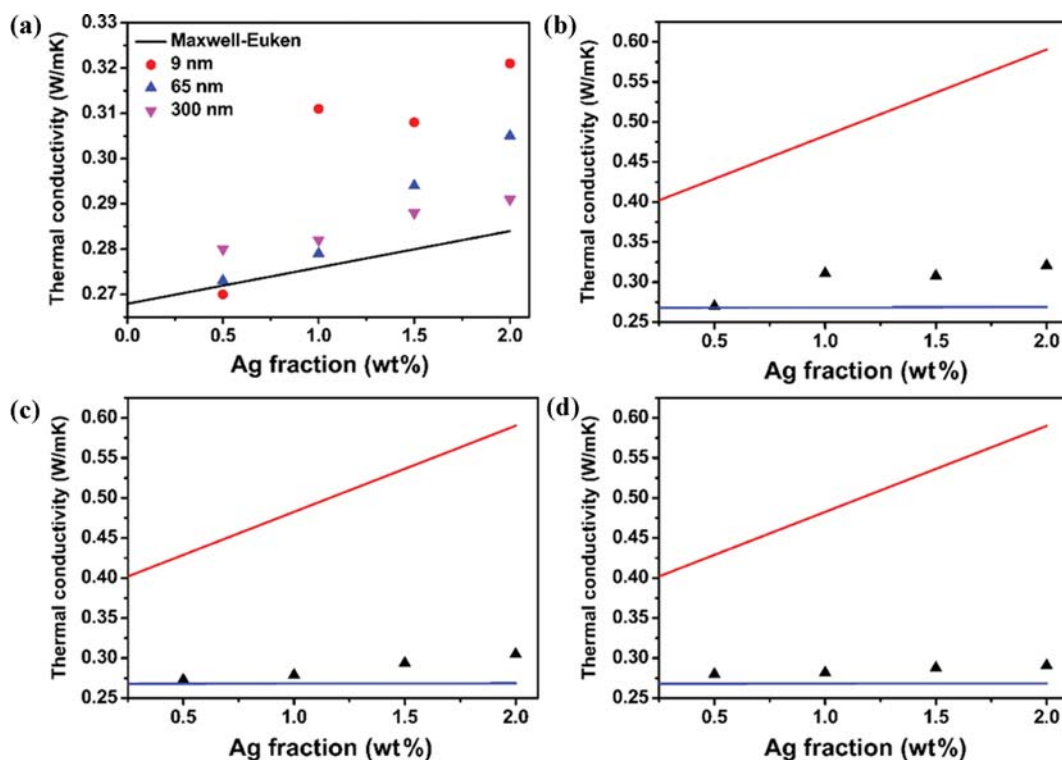 (a)
Thermal conductivity (W/mK)
0.33
0.32
0.31
0.30
0.29
0.28
0.27
Maxwell-Euken
9 nm
65 nm
300 nm
0.0 0.5 1.0 1.5 2.0
Ag fraction (wt%)
(b)
Thermal conductivity (W/mK)
0.60
0.55
0.50
0.45
0.40
0.35
0.30
0.25
0.5 1.0 1.5 2.0
Ag fraction (wt%)
(c)
Thermal conductivity (W/mK)
0.60
0.55
0.50
0.45
0.40
0.35
0.30
0.25
0.5 1.0 1.5 2.0
Ag fraction (wt%)
(d)
Thermal conductivity (W/mK)
0.60
0.55
0.50
0.45
0.40
0.35
0.30
0.25
0.5 1.0 1.5 2.0
Ag fraction (wt%)